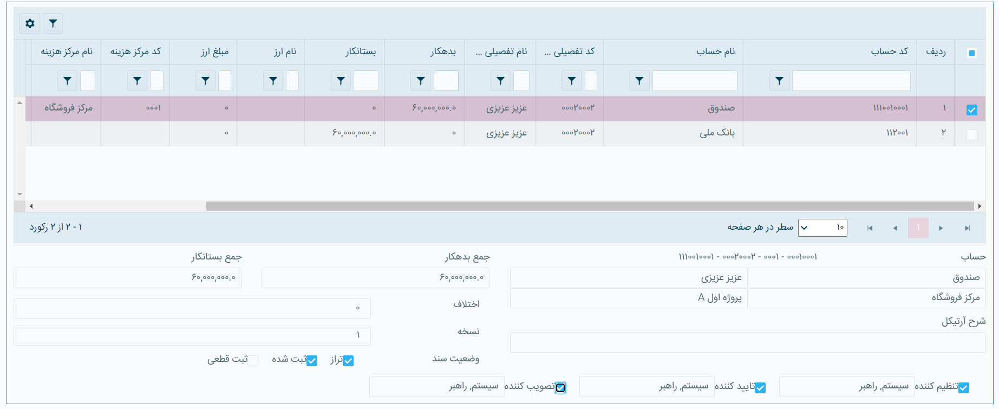 ردیف کد حساب نام حساب کد تفصیلی ... نام تفصیلی ... بدهکار بستانکار نام ارز مبلغ ارز کد مرکز هزینه نام مرکز هزینه
۱ ۱۱۱۰۰۱۰۰۰۱ صندوق ۰۰۰۲۰۰۰۲ عزیز عزیزی ۶۰,۰۰۰,۰۰۰.۰ ۰ ۰ ۰۰۰۱ مرکز فروشگاه
۲ ۱۱۲۰۰۱ بانک ملی ۰۰۰۲۰۰۰۲ عزیز عزیزی ۰ ۶۰,۰۰۰,۰۰۰.۰ ۰
۱ ۱۰ سطر در هر صفحه ۱ - ۲ از ۲ رکورد
حساب ۱۱۱۰۰۱۰۰۰۱ - ۰۰۰۲۰۰۰۲ - ۰۰۰۱ - ۰۰۰۱۰۰۰۱ جمع بدهکار جمع بستانکار
صندوق عزیز عزیزی ۶۰,۰۰۰,۰۰۰.۰ ۶۰,۰۰۰,۰۰۰.۰
مرکز فروشگاه پروژه اول A
اختلاف ۰
شرح آرتیکل
نسخه ۱
وضعیت سند تراز ثبت شده ثبت قطعی
تنظیم کننده سیستم, راهبر تایید کننده سیستم, راهبر تصویب کننده سیستم, راهبر